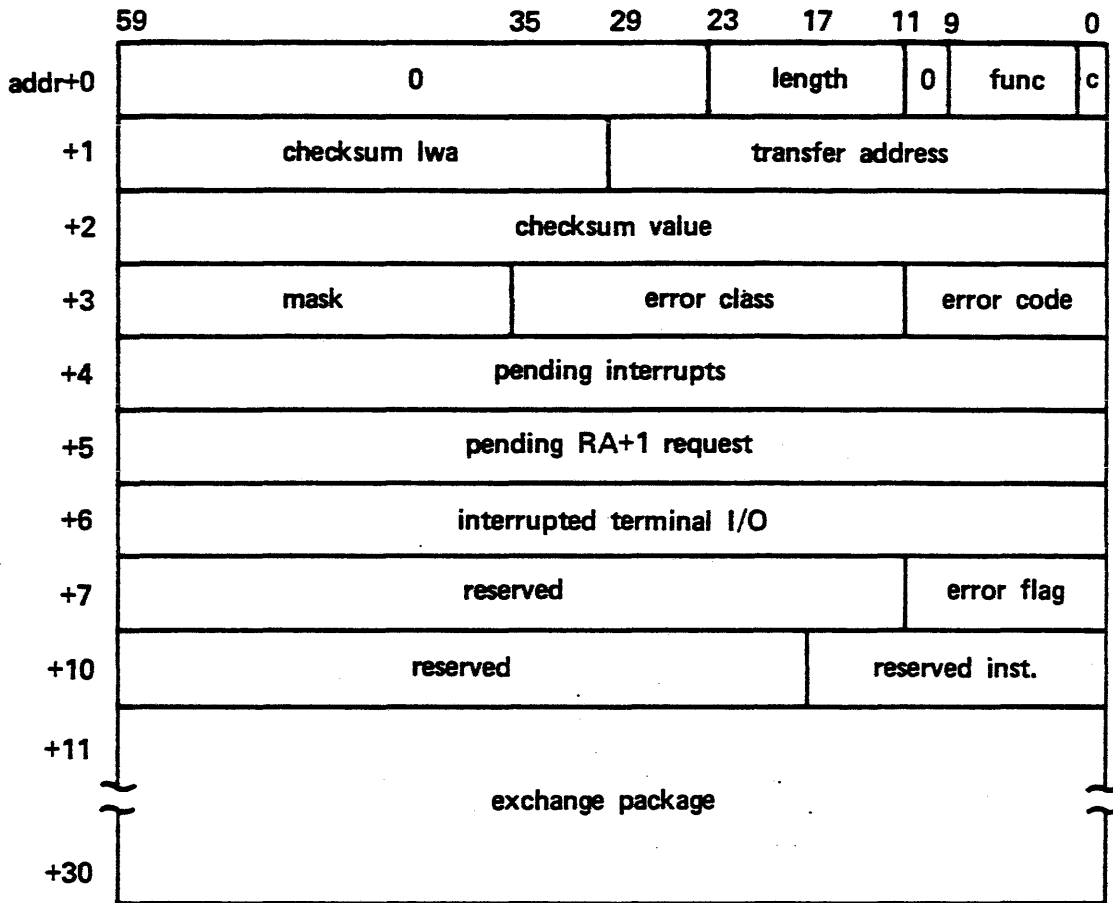 59 35 29 23 17 11 9 0
addr+0 0 length 0 func c
+1 checksum lwa transfer address
+2 checksum value
+3 mask error class error code
+4 pending interrupts
+5 pending RA+1 request
+6 interrupted terminal I/O
+7 reserved error flag
+10 reserved reserved inst.
+11
exchange package
+30